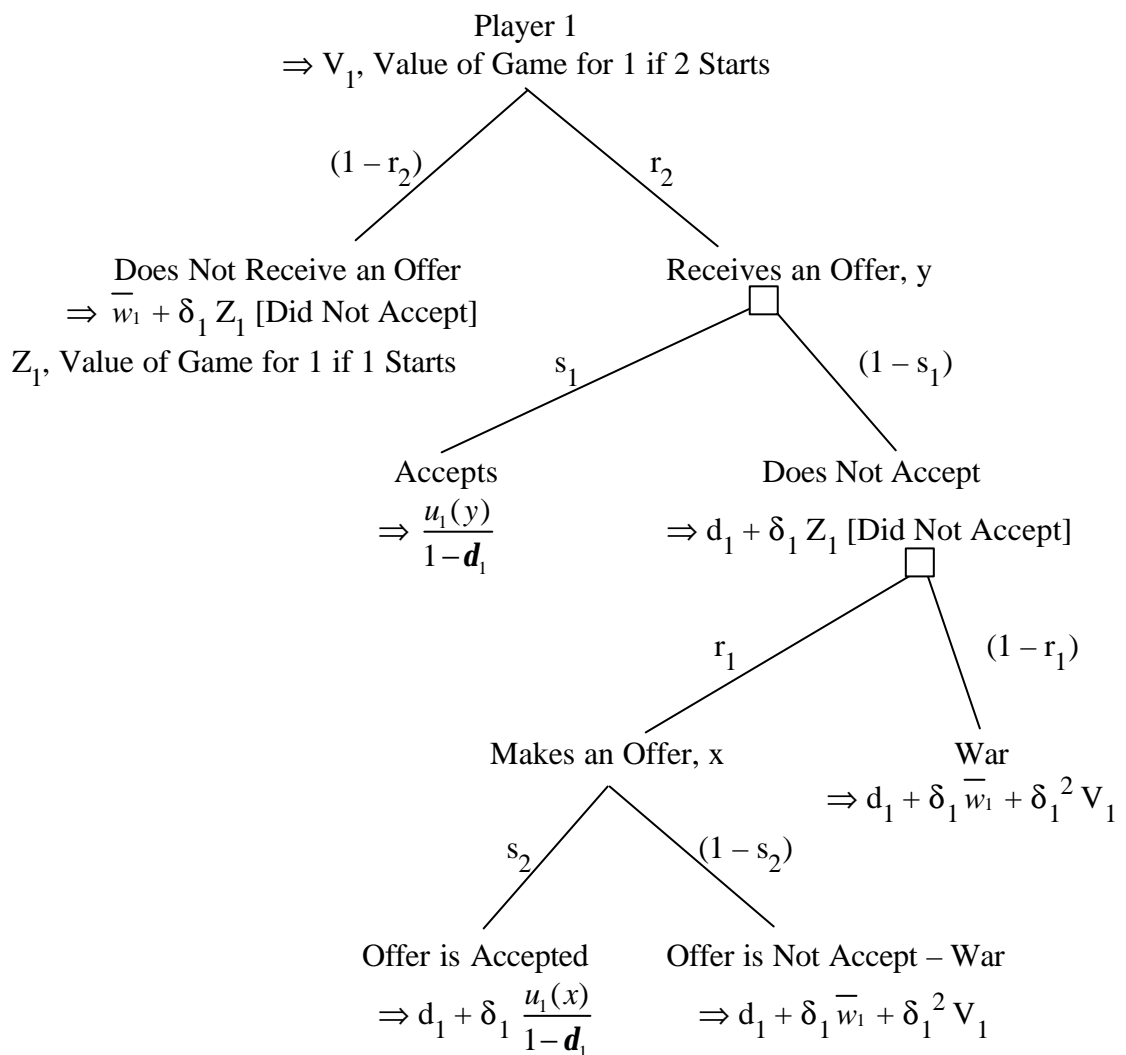 Player 1
⇒ V₁, Value of Game for 1 if 2 Starts
(1 – r₂)
r₂
Does Not Receive an Offer
Receives an Offer, y
⇒ w̅₁ + δ₁ Z₁ [Did Not Accept]
Z₁, Value of Game for 1 if 1 Starts
s₁
(1 – s₁)
Accepts
Does Not Accept
⇒ u₁(y) / 1 – d₁
⇒ d₁ + δ₁ Z₁ [Did Not Accept]
r₁
(1 – r₁)
Makes an Offer, x
War
⇒ d₁ + δ₁ w̅₁ + δ₁² V₁
s₂
(1 – s₂)
Offer is Accepted
Offer is Not Accept – War
⇒ d₁ + δ₁ u₁(x) / 1 – d₁
⇒ d₁ + δ₁ w̅₁ + δ₁² V₁